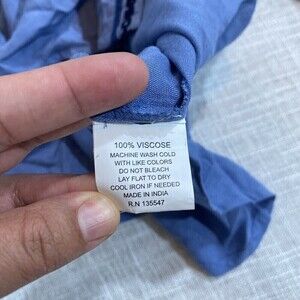 100% VISCOSE
MACHINE WASH COLD
WITH LIKE COLORS
DO NOT BLEACH
LAY FLAT TO DRY
COOL IRON IF NEEDED
MADE IN INDIA
R.N 135547